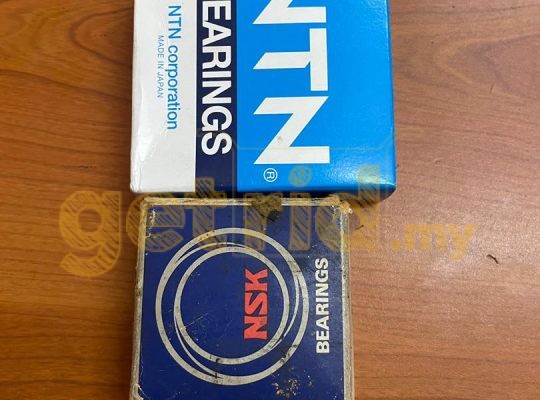 NTN®
BEARINGS
NTN corporation
MADE IN JAPAN
getrid.my
NSK
BEARINGS